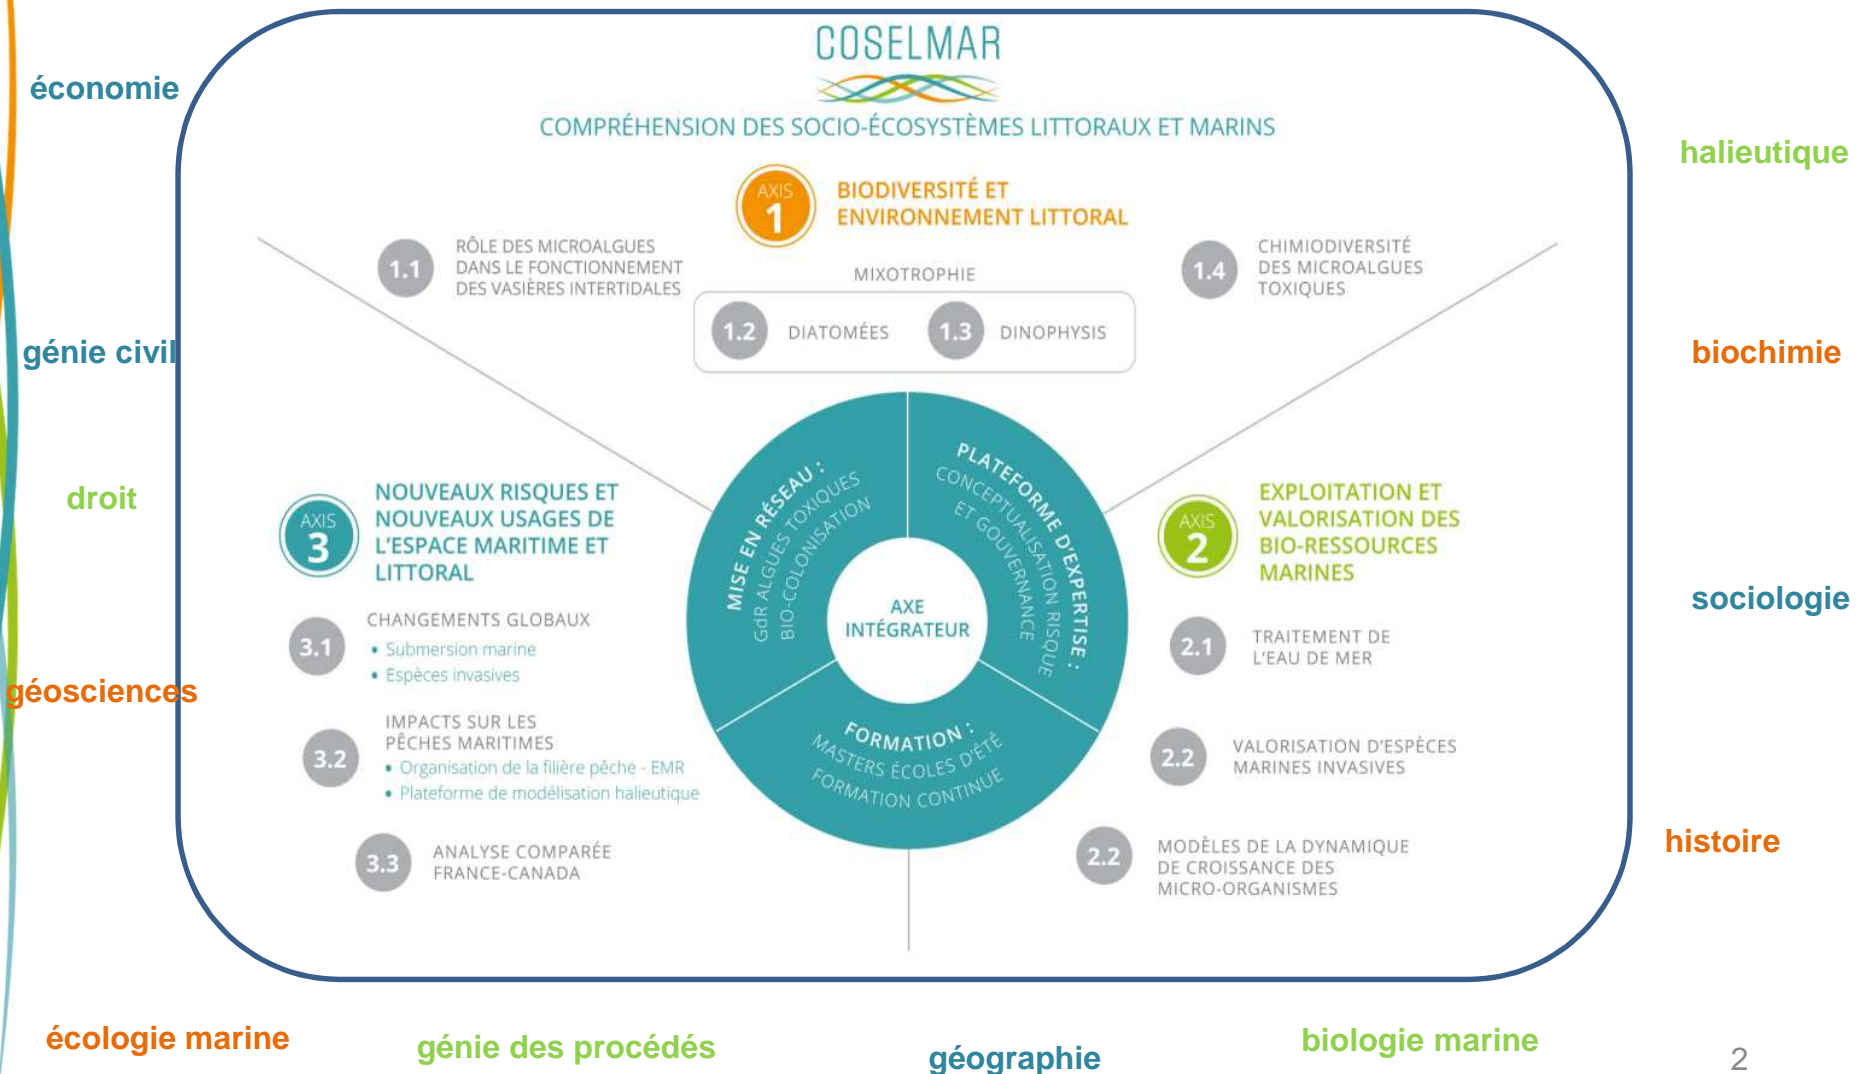 COSELMAR
COMPRÉHENSION DES SOCIO-ÉCOSYSTÈMES LITTORAUX ET MARINS
économie
génie civil
droit
géosciences
halieutique
biochimie
sociologie
histoire
AXIS
1
BIODIVERSITÉ ET
ENVIRONNEMENT LITTORAL
1.1
RÔLE DES MICROALGUES
DANS LE FONCTIONNEMENT
DES VASIÈRES INTERTIDALES
MIXOTROPHIE
1.2 DIATOMÉES
1.3 DINOPHYSIS
1.4
CHIMIODIVERSITÉ
DES MICROALGUES
TOXIQUES
AXIS
3
NOUVEAUX RISQUES ET
NOUVEAUX USAGES DE
L'ESPACE MARITIME ET
LITTORAL
3.1
CHANGEMENTS GLOBAUX
• Submersion marine
• Espèces invasives
3.2
IMPACTS SUR LES
PÊCHES MARITIMES
• Organisation de la filière pêche - EMR
• Plateforme de modélisation halieutique
3.3
ANALYSE COMPARÉE
FRANCE-CANADA
MISE EN RÉSEAU :
GdR ALGUES TOXIQUES
BIO-COLONISATION
PLATEFORME D'EXPERTISE :
CONCEPTUALISATION RISQUE
ET GOUVERNANCE
AXE
INTÉGRATEUR
FORMATION :
MASTERS ÉCOLES D'ÉTÉ
FORMATION CONTINUE
AXIS
2
EXPLOITATION ET
VALORISATION DES
BIO-RESSOURCES
MARINES
2.1
TRAITEMENT DE
L'EAU DE MER
2.2
VALORISATION D'ESPÈCES
MARINES INVASIVES
2.2
MODÈLES DE LA DYNAMIQUE
DE CROISSANCE DES
MICRO-ORGANISMES
écologie marine
génie des procédés
géographie
biologie marine
2